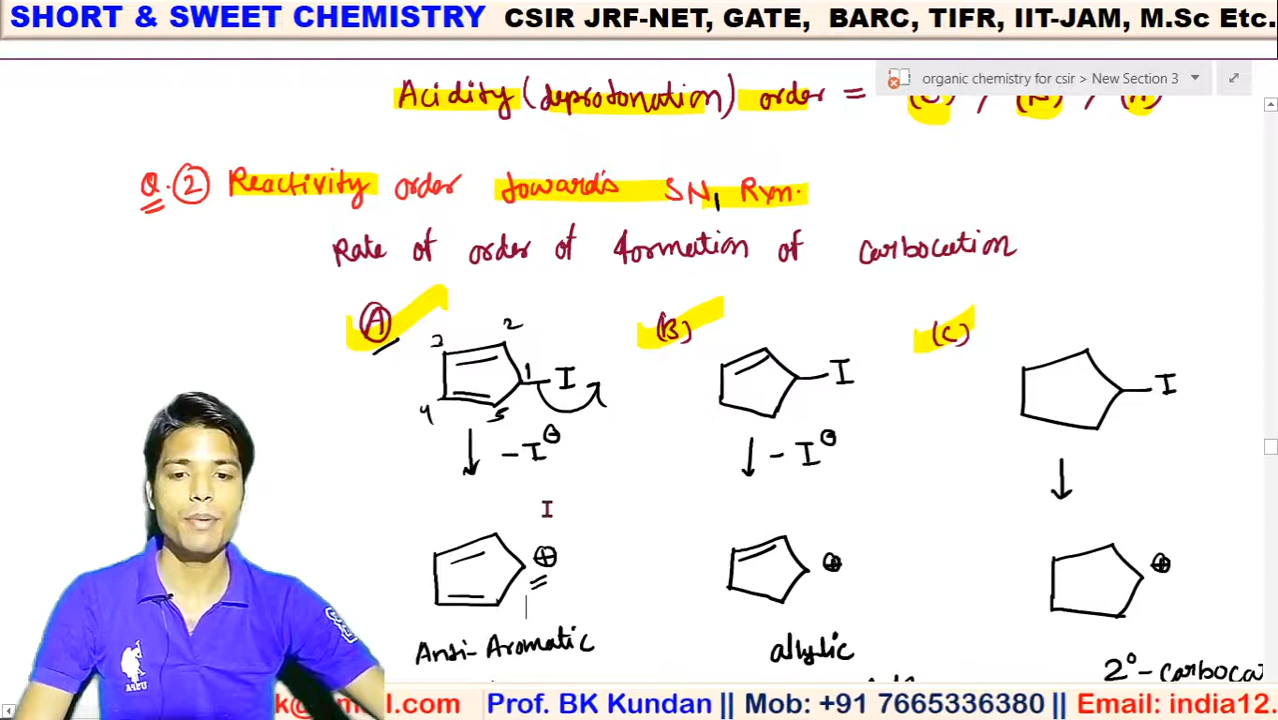 SHORT & SWEET CHEMISTRY CSIR JRF-NET, GATE, BARC, TIFR, IIT-JAM, M.Sc Etc.
organic chemistry for csir > New Section 3
Acidity (deprotonation) order =
Q. 2 Reactivity order toward's SN1 Rxn.
Rate of order of formation of carbocation
A (B) (C)
3 2 1 4 5 I I I
-I⊖ -I⊖
I
⊕ ⊕ ⊕
Anti-Aromatic allylic 2°-carboca
Prof. BK Kundan || Mob: +91 7665336380 || Email: india12.